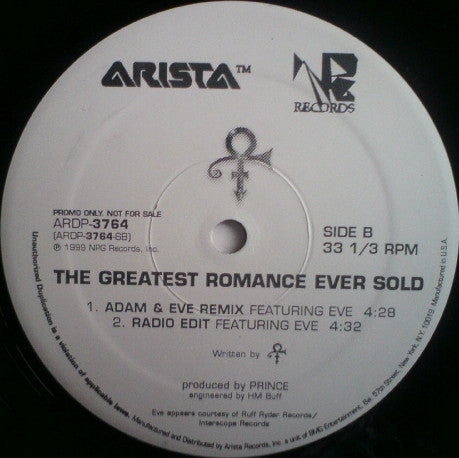 ARISTA™
NPG
RECORDS
PROMO ONLY. NOT FOR SALE
ARDP-3764
(ARDP-3764-SB)
℗ 1999 NPG Records, Inc.
SIDE B
33 1/3 RPM
THE GREATEST ROMANCE EVER SOLD
1. ADAM & EVE REMIX FEATURING EVE 4:28
2. RADIO EDIT FEATURING EVE 4:32
Written by
produced by PRINCE
engineered by HM Buff
Eve appears courtesy of Ruff Ryder Records/
Interscope Records
Unauthorized Duplication is a violation of applicable laws. Manufactured and Distributed by Arista Records, Inc. a unit of BMG Entertainment, 6w. 57th Street, New York, N.Y. 10019. Manufactured in U.S.A.